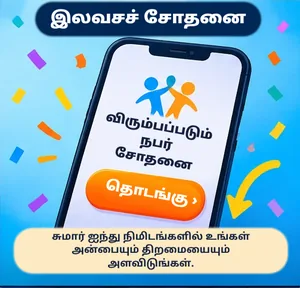 இலவசச் சோதனை
விரும்பப்படும்
நபர்
சோதனை
தொடங்கு ›
சுமார் ஐந்து நிமிடங்களில் உங்கள்
அன்பையும் திறமையையும்
அளவிடுங்கள்.